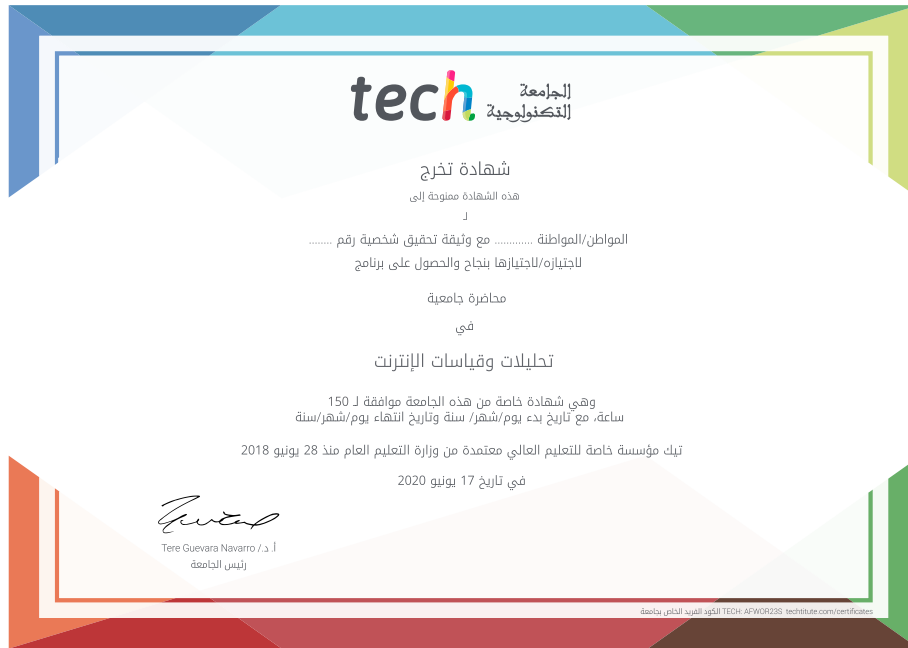 tech الجامعة
التكنولوجية
شهادة تخرج
هذه الشهادة ممنوحة إلى
لـ
المواطن/المواطنة ............. مع وثيقة تحقيق شخصية رقم ........
لاجتيازه/لاجتيازها بنجاح والحصول على برنامج
محاضرة جامعية
في
تحليلات وقياسات الإنترنت
وهي شهادة خاصة من هذه الجامعة موافقة لـ 150
ساعة، مع تاريخ بدء يوم/شهر/ سنة وتاريخ انتهاء يوم/شهر/سنة
تيك مؤسسة خاصة للتعليم العالي معتمدة من وزارة التعليم العام منذ 28 يونيو 2018
في تاريخ 17 يونيو 2020
أ. د./ Tere Guevara Navarro
رئيس الجامعة
الكود الفريد الخاص بجامعة TECH: AFWOR23S techtitute.com/certificates